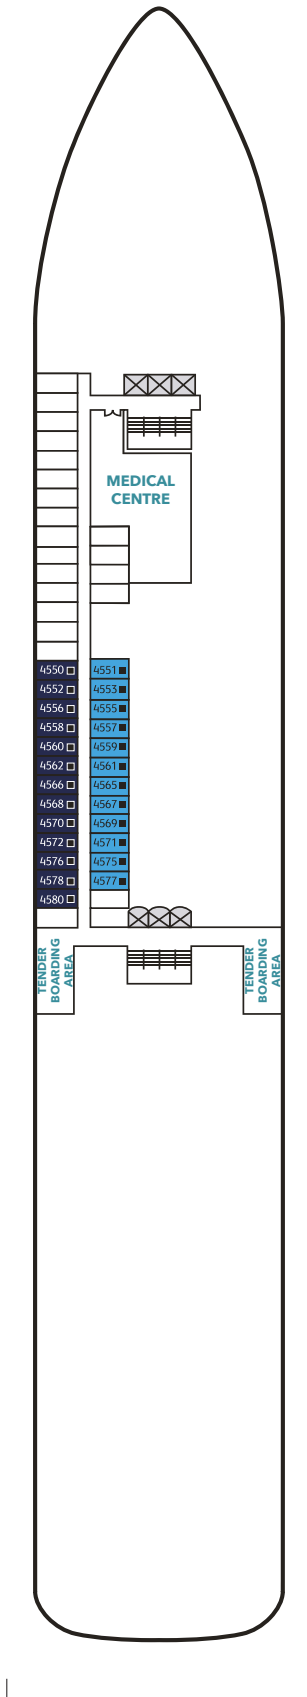 MEDICAL
CENTRE
4550 4551
4552 4553
4556 4555
4558 4557
4560 4559
4562 4561
4566 4565
4568 4567
4570 4569
4572 4571
4576 4575
4578 4577
4580
TENDER
BOARDING
AREA
TENDER
BOARDING
AREA